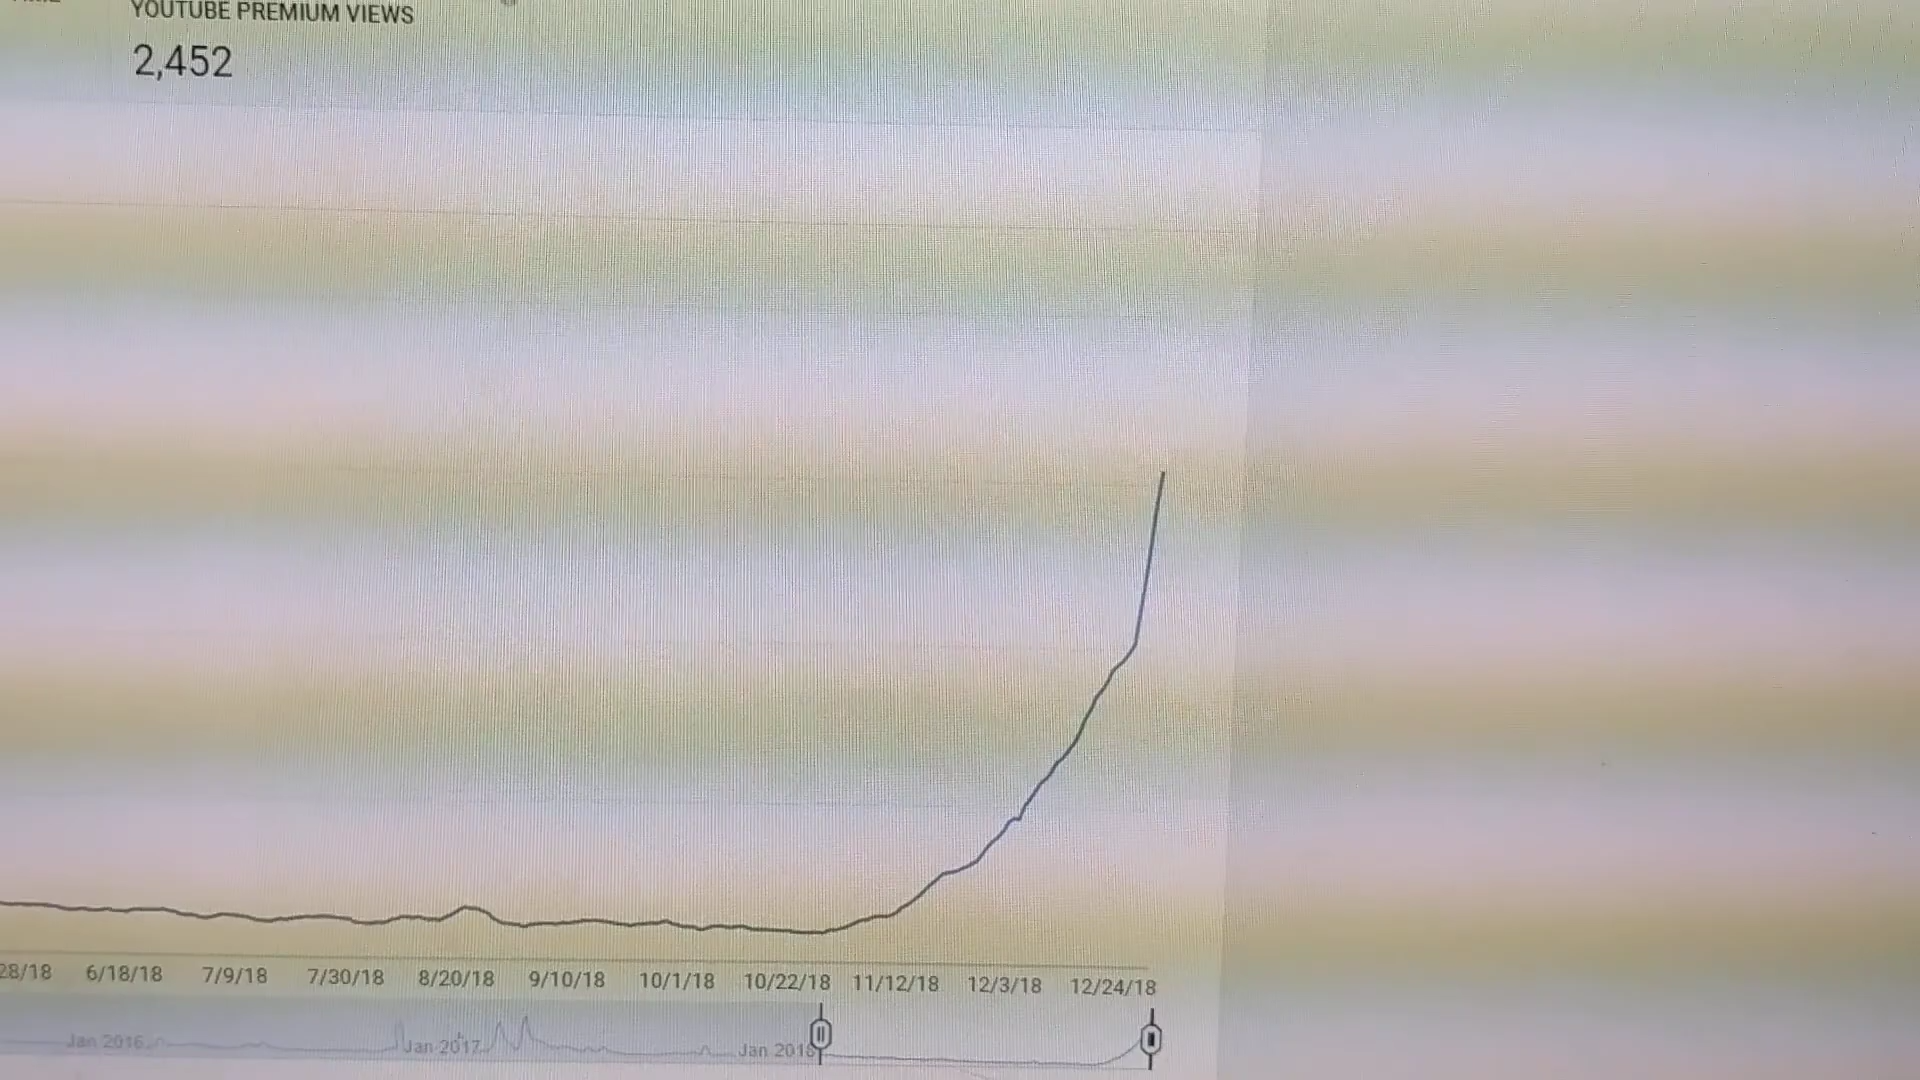 YOUTUBE PREMIUM VIEWS
2,452
28/18 6/18/18 7/9/18 7/30/18 8/20/18 9/10/18 10/1/18 10/22/18 11/12/18 12/3/18 12/24/18
Jan 2016 Jan 2017 Jan 2018